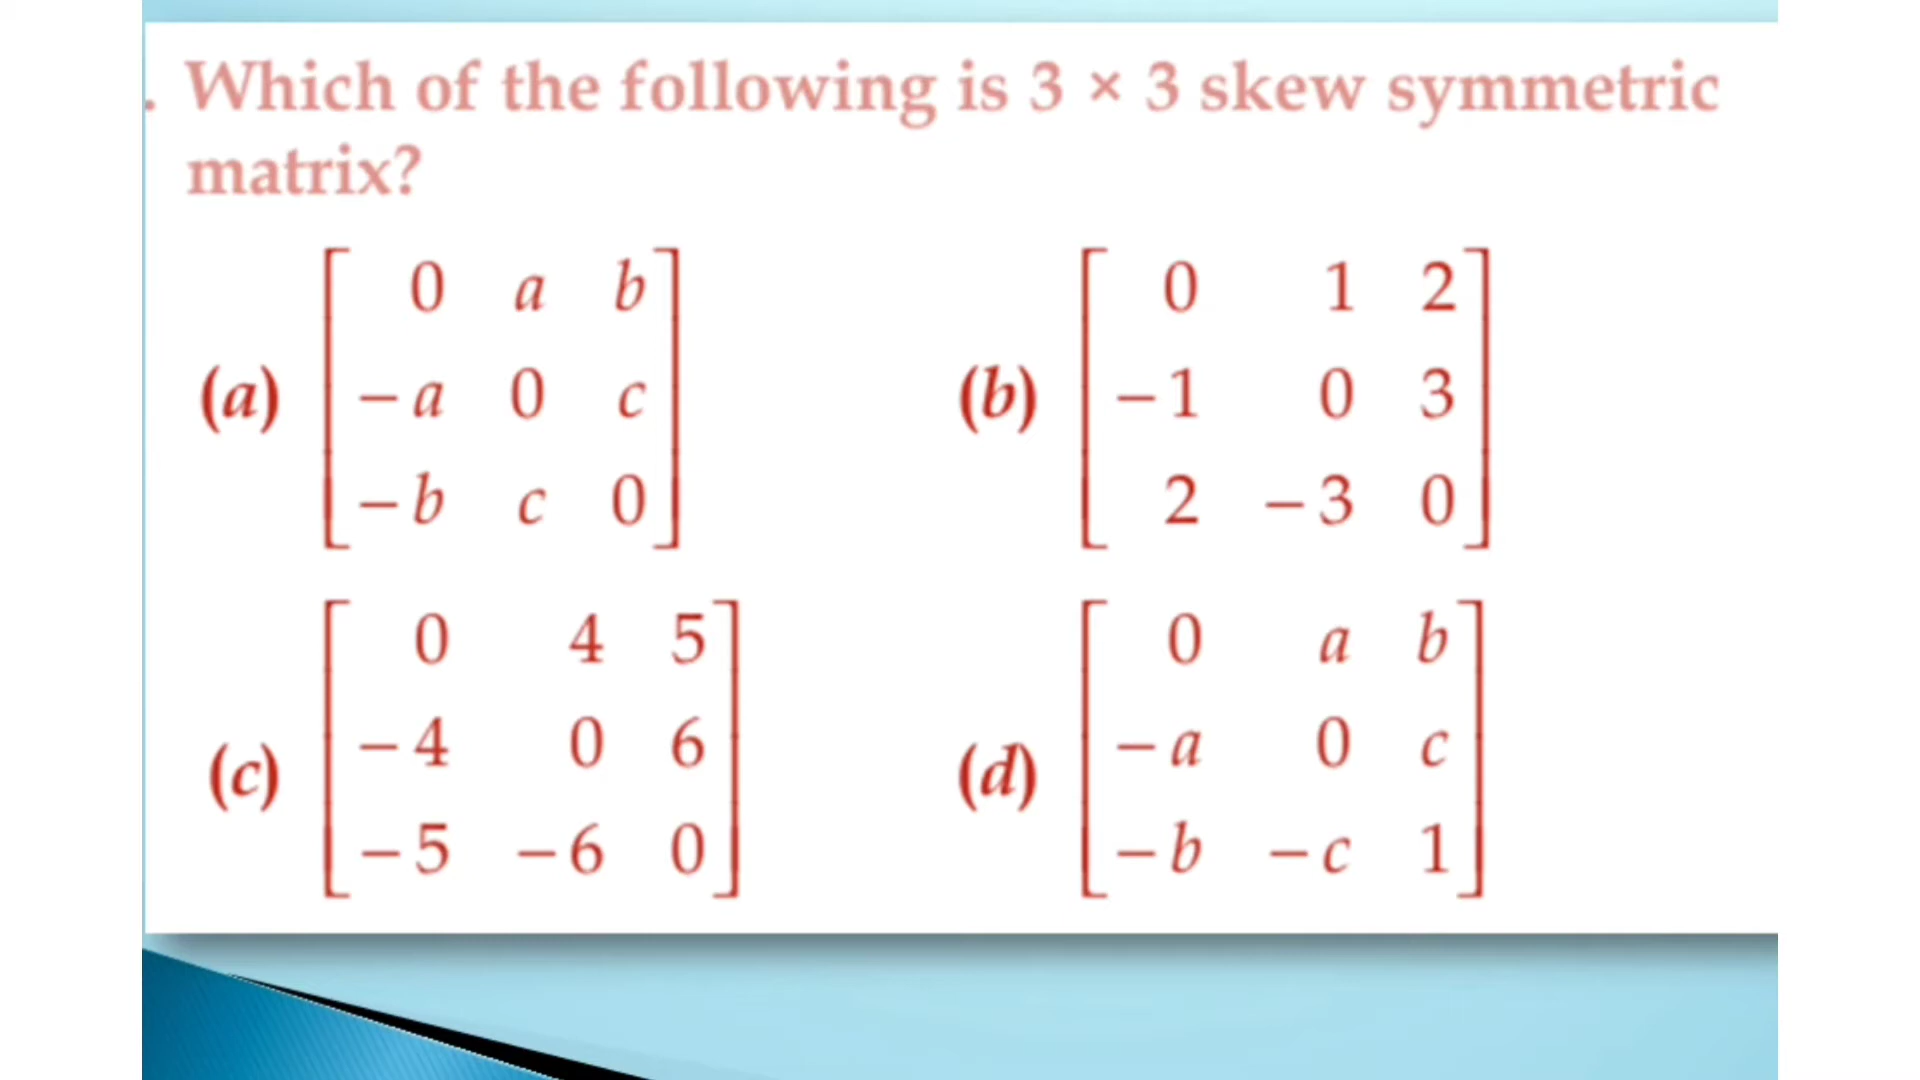 . Which of the following is 3 × 3 skew symmetric
matrix?
(a) [ 0 a b
− a 0 c
− b c 0 ]
(b) [ 0 1 2
− 1 0 3
2 − 3 0 ]
(c) [ 0 4 5
− 4 0 6
− 5 − 6 0 ]
(d) [ 0 a b
− a 0 c
− b − c 1 ]